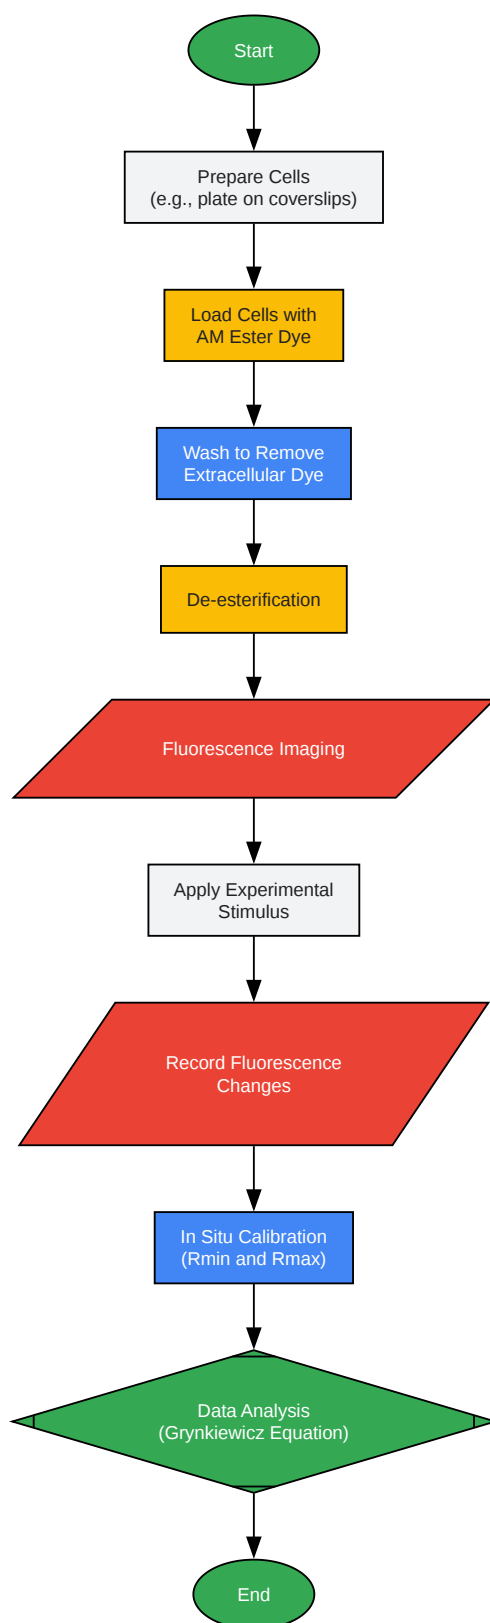 Start
Prepare Cells
(e.g., plate on coverslips)
Load Cells with
AM Ester Dye
Wash to Remove
Extracellular Dye
De-esterification
Fluorescence Imaging
Apply Experimental
Stimulus
Record Fluorescence
Changes
In Situ Calibration
(Rmin and Rmax)
Data Analysis
(Grynkiewicz Equation)
End